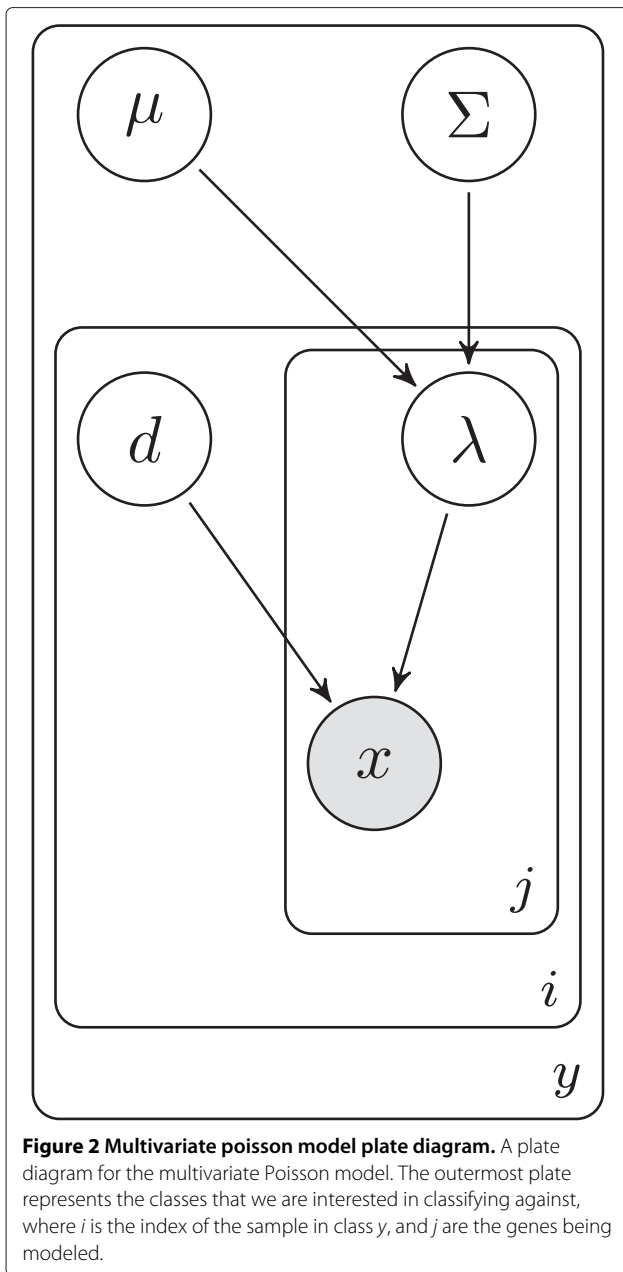 μ
Σ
d
λ
x
j
i
y
Figure 2 Multivariate poisson model plate diagram. A plate
diagram for the multivariate Poisson model. The outermost plate
represents the classes that we are interested in classifying against,
where i is the index of the sample in class y, and j are the genes being
modeled.